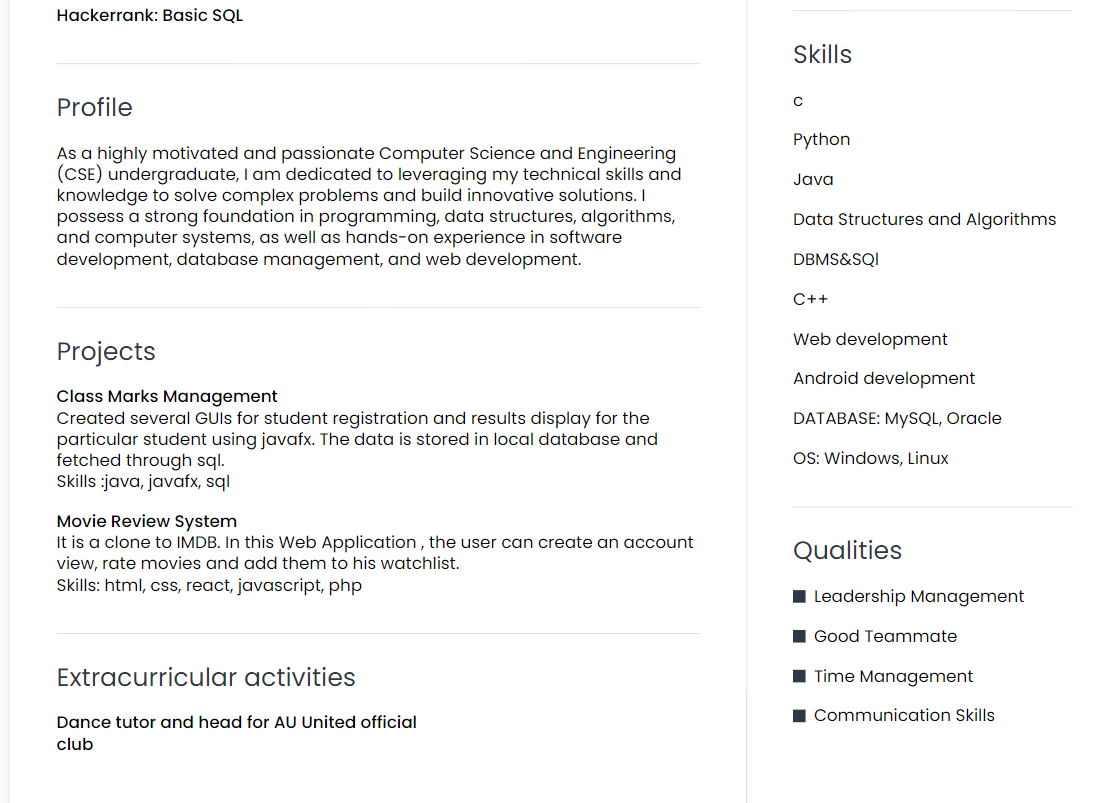 Hackerrank: Basic SQL
Profile
As a highly motivated and passionate Computer Science and Engineering
(CSE) undergraduate, I am dedicated to leveraging my technical skills and
knowledge to solve complex problems and build innovative solutions. I
possess a strong foundation in programming, data structures, algorithms,
and computer systems, as well as hands-on experience in software
development, database management, and web development.
Projects
Class Marks Management
Created several GUIs for student registration and results display for the
particular student using javafx. The data is stored in local database and
fetched through sql.
Skills :java, javafx, sql
Movie Review System
It is a clone to IMDB. In this Web Application , the user can create an account
view, rate movies and add them to his watchlist.
Skills: html, css, react, javascript, php
Extracurricular activities
Dance tutor and head for AU United official
club
Skills
c
Python
Java
Data Structures and Algorithms
DBMS&SQl
C++
Web development
Android development
DATABASE: MySQL, Oracle
OS: Windows, Linux
Qualities
Leadership Management
Good Teammate
Time Management
Communication Skills